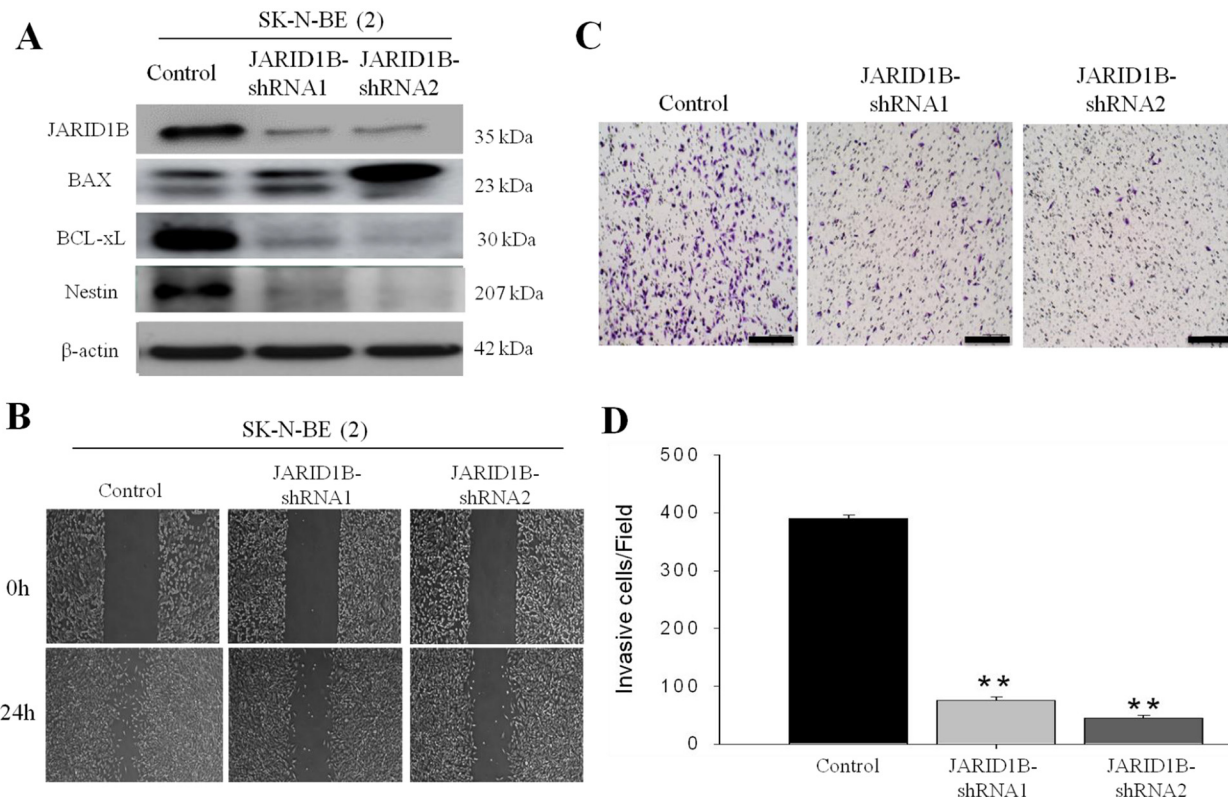 A
SK-N-BE (2)
Control
JARID1B-
shRNA1
JARID1B-
shRNA2
JARID1B
35 kDa
BAX
23 kDa
BCL-xL
30 kDa
Nestin
207 kDa
β-actin
42 kDa
B
SK-N-BE (2)
Control
JARID1B-
shRNA1
JARID1B-
shRNA2
0h
24h
C
Control
JARID1B-
shRNA1
JARID1B-
shRNA2
D
Invasive cells/Field
500
400
300
200
100
0
**
**
Control
JARID1B-
shRNA1
JARID1B-
shRNA2